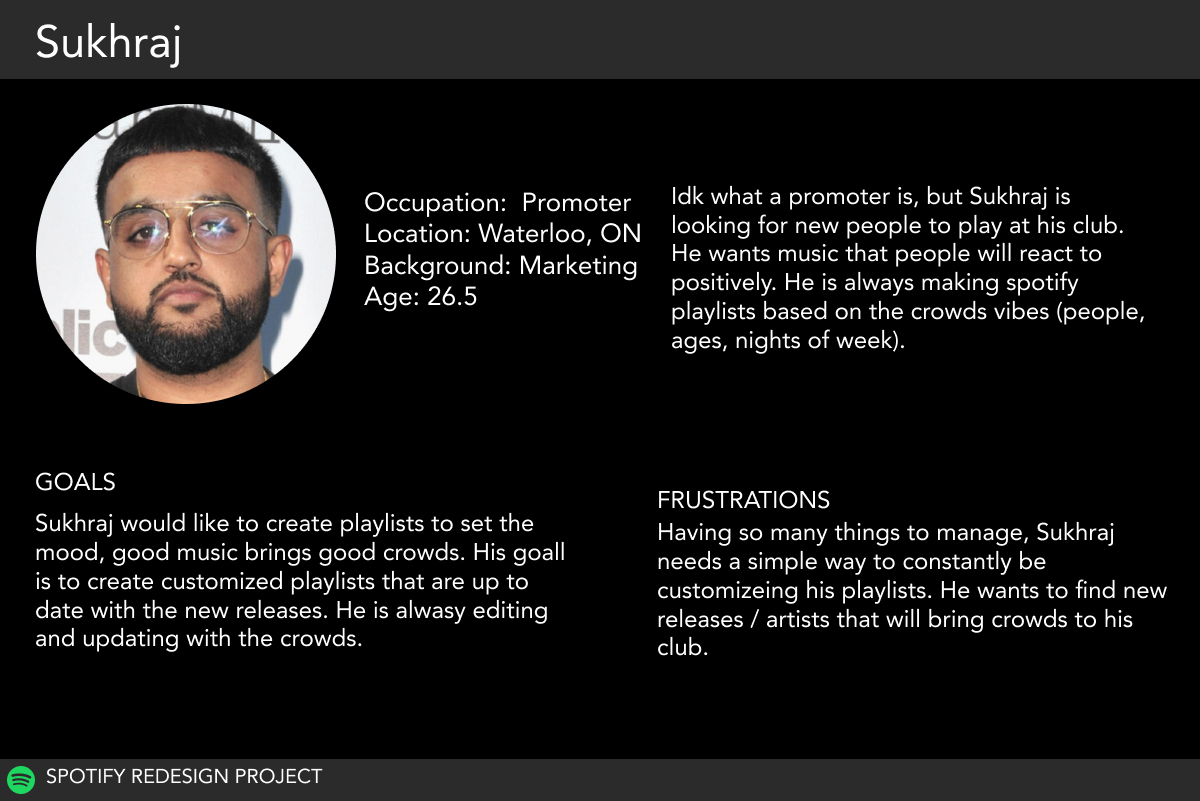 Sukhraj
Occupation:  Promoter
Location: Waterloo, ON
Background: Marketing
Age: 26.5
Idk what a promoter is, but Sukhraj is
looking for new people to play at his club.
He wants music that people will react to
positively. He is always making spotify
playlists based on the crowds vibes (people,
ages, nights of week).
GOALS
Sukhraj would like to create playlists to set the
mood, good music brings good crowds. His goall
is to create customized playlists that are up to
date with the new releases. He is alwasy editing
and updating with the crowds.
FRUSTRATIONS
Having so many things to manage, Sukhraj
needs a simple way to constantly be
customizeing his playlists. He wants to find new
releases / artists that will bring crowds to his
club.
SPOTIFY REDESIGN PROJECT